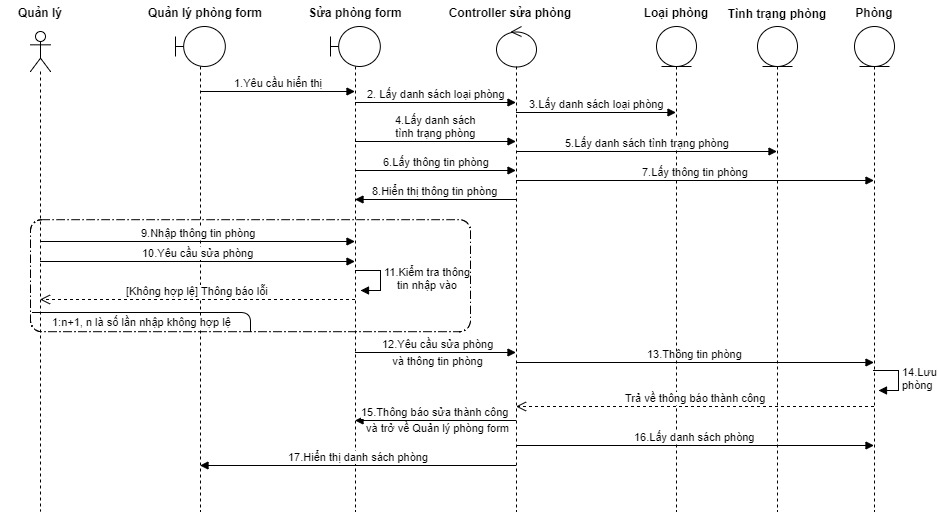 Quản lý
Quản lý phòng form
Sửa phòng form
Controller sửa phòng
Loại phòng
Tình trạng phòng
Phòng
1.Yêu cầu hiển thị
2. Lấy danh sách loại phòng
3.Lấy danh sách loại phòng
4.Lấy danh sách
tình trạng phòng
5.Lấy danh sách tình trạng phòng
6.Lấy thông tin phòng
7.Lấy thông tin phòng
8.Hiển thị thông tin phòng
9.Nhập thông tin phòng
10.Yêu cầu sửa phòng
11.Kiểm tra thông
tin nhập vào
[Không hợp lệ] Thông báo lỗi
1:n+1, n là số lần nhập không hợp lệ
12.Yêu cầu sửa phòng
và thông tin phòng
13.Thông tin phòng
14.Lưu
phòng
Trả về thông báo thành công
15.Thông báo sửa thành công
và trở về Quản lý phòng form
16.Lấy danh sách phòng
17.Hiển thị danh sách phòng